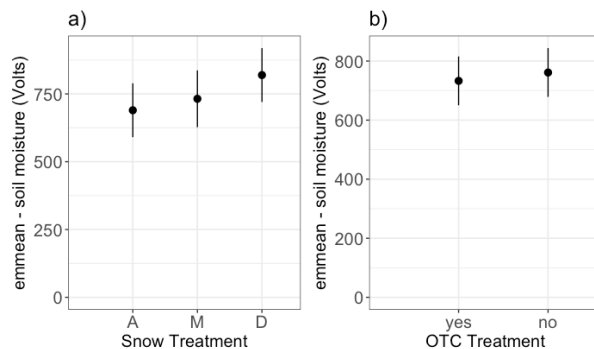 a)
emmean - soil moisture (Volts)
750
500
250
0
A M D
Snow Treatment
b)
emmean - soil moisture (Volts)
800
600
400
200
0
yes no
OTC Treatment